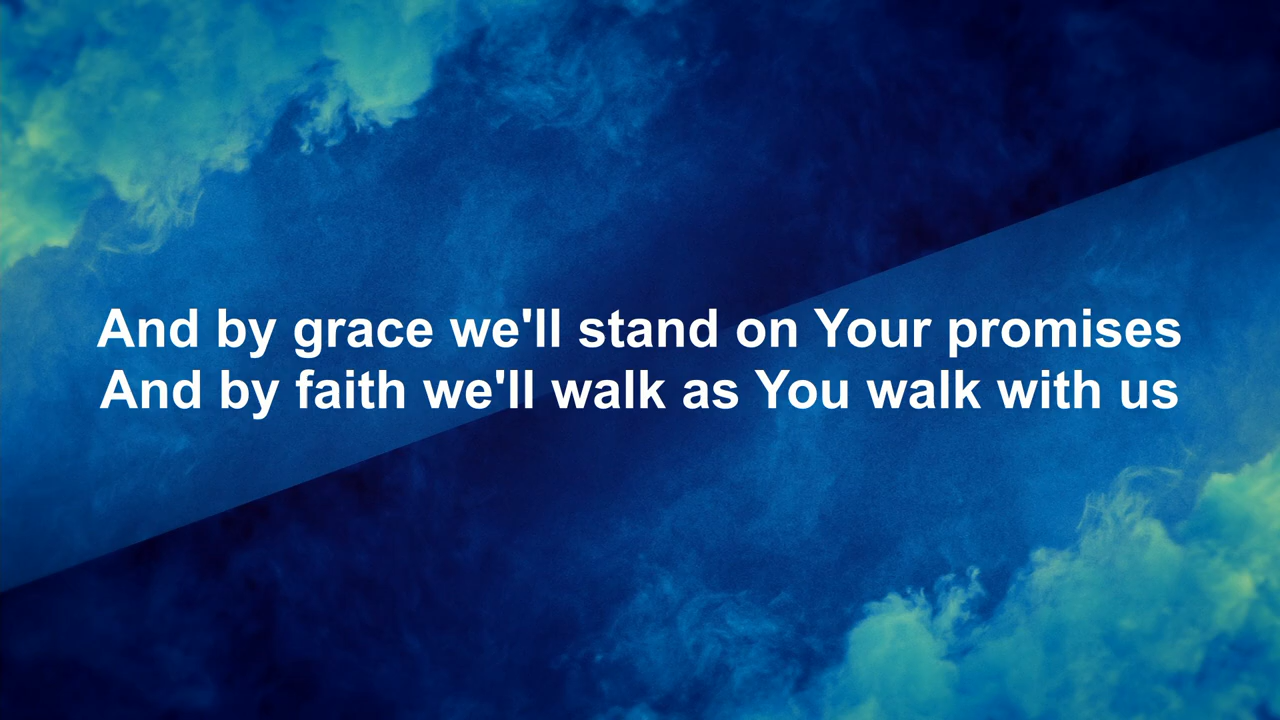 And by grace we'll stand on Your promises
And by faith we'll walk as You walk with us